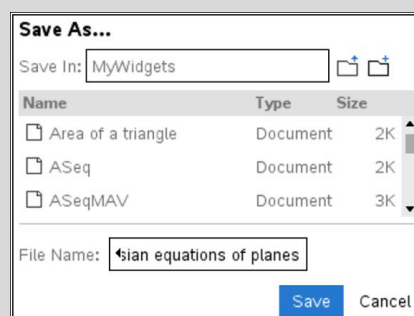 Save As...
Save In: MyWidgets
Name Type Size
Area of a triangle Document 2K
ASeq Document 2K
ASeqMAV Document 3K
File Name: sian equations of planes
Save Cancel